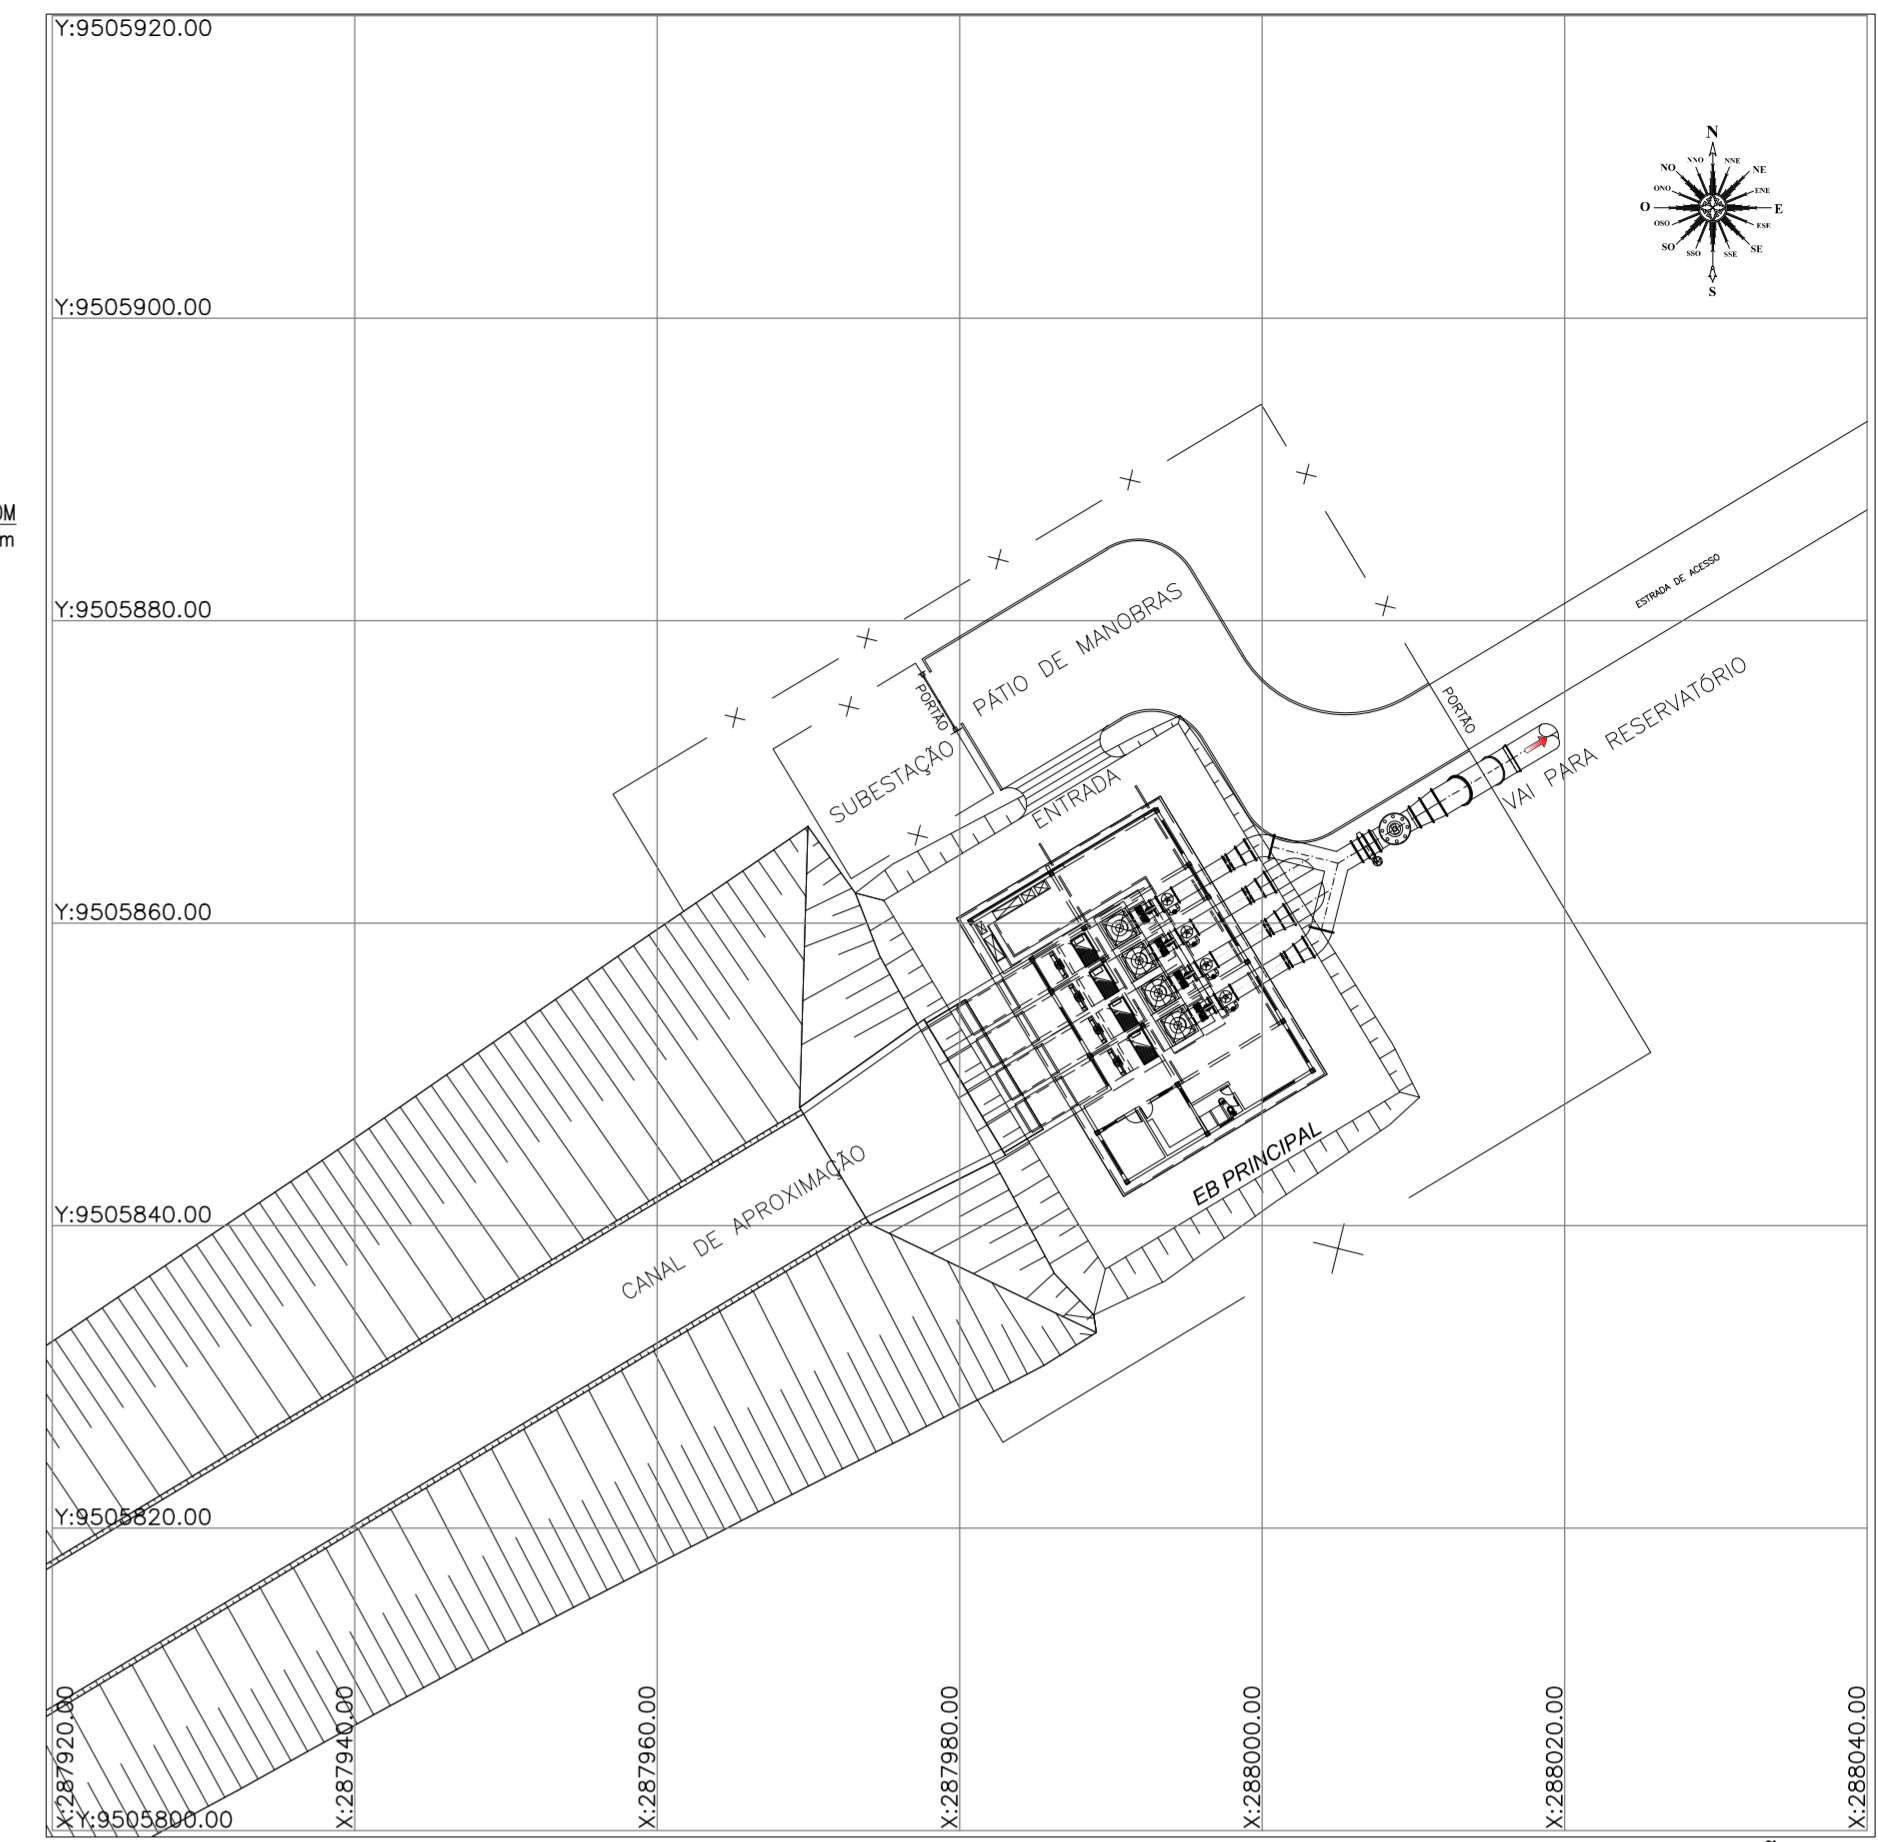 Y:9505920.00
N
NNO
NNE
NO
NE
ONO
ENE
O
E
OSO
ESE
SO
SE
SSO
SSE
S
Y:9505900.00
m
ESTRADA DE ACESSO
Y:9505880.00
PÁTIO DE MANOBRAS
PORTÃO
PORTÃO
VAI PARA RESERVATÓRIO
SUBESTAÇÃO
ENTRADA
Y:9505860.00
EB PRINCIPAL
CANAL DE APROXIMAÇÃO
Y:9505840.00
Y:9505820.00
X:287920.00
X:287940.00
X:287960.00
X:287980.00
X:288000.00
X:288020.00
X:288040.00
Y:9505800.00